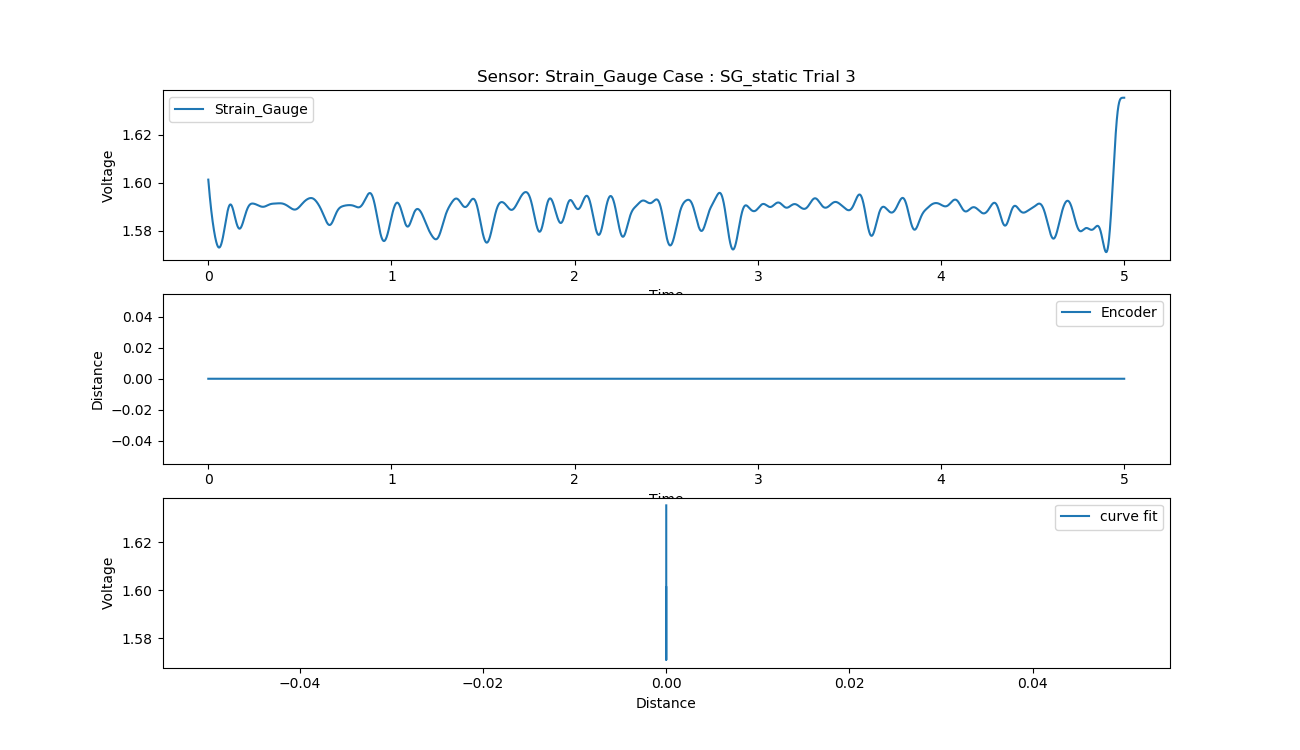 Sensor: Strain_Gauge Case : SG_static Trial 3
Strain_Gauge
Voltage
1.62
1.60
1.58
0 1 2 3 4 5
Time
Encoder
Distance
0.04
0.02
0.00
−0.02
−0.04
0 1 2 3 4 5
Time
curve fit
Voltage
1.62
1.60
1.58
−0.04 −0.02 0.00 0.02 0.04
Distance